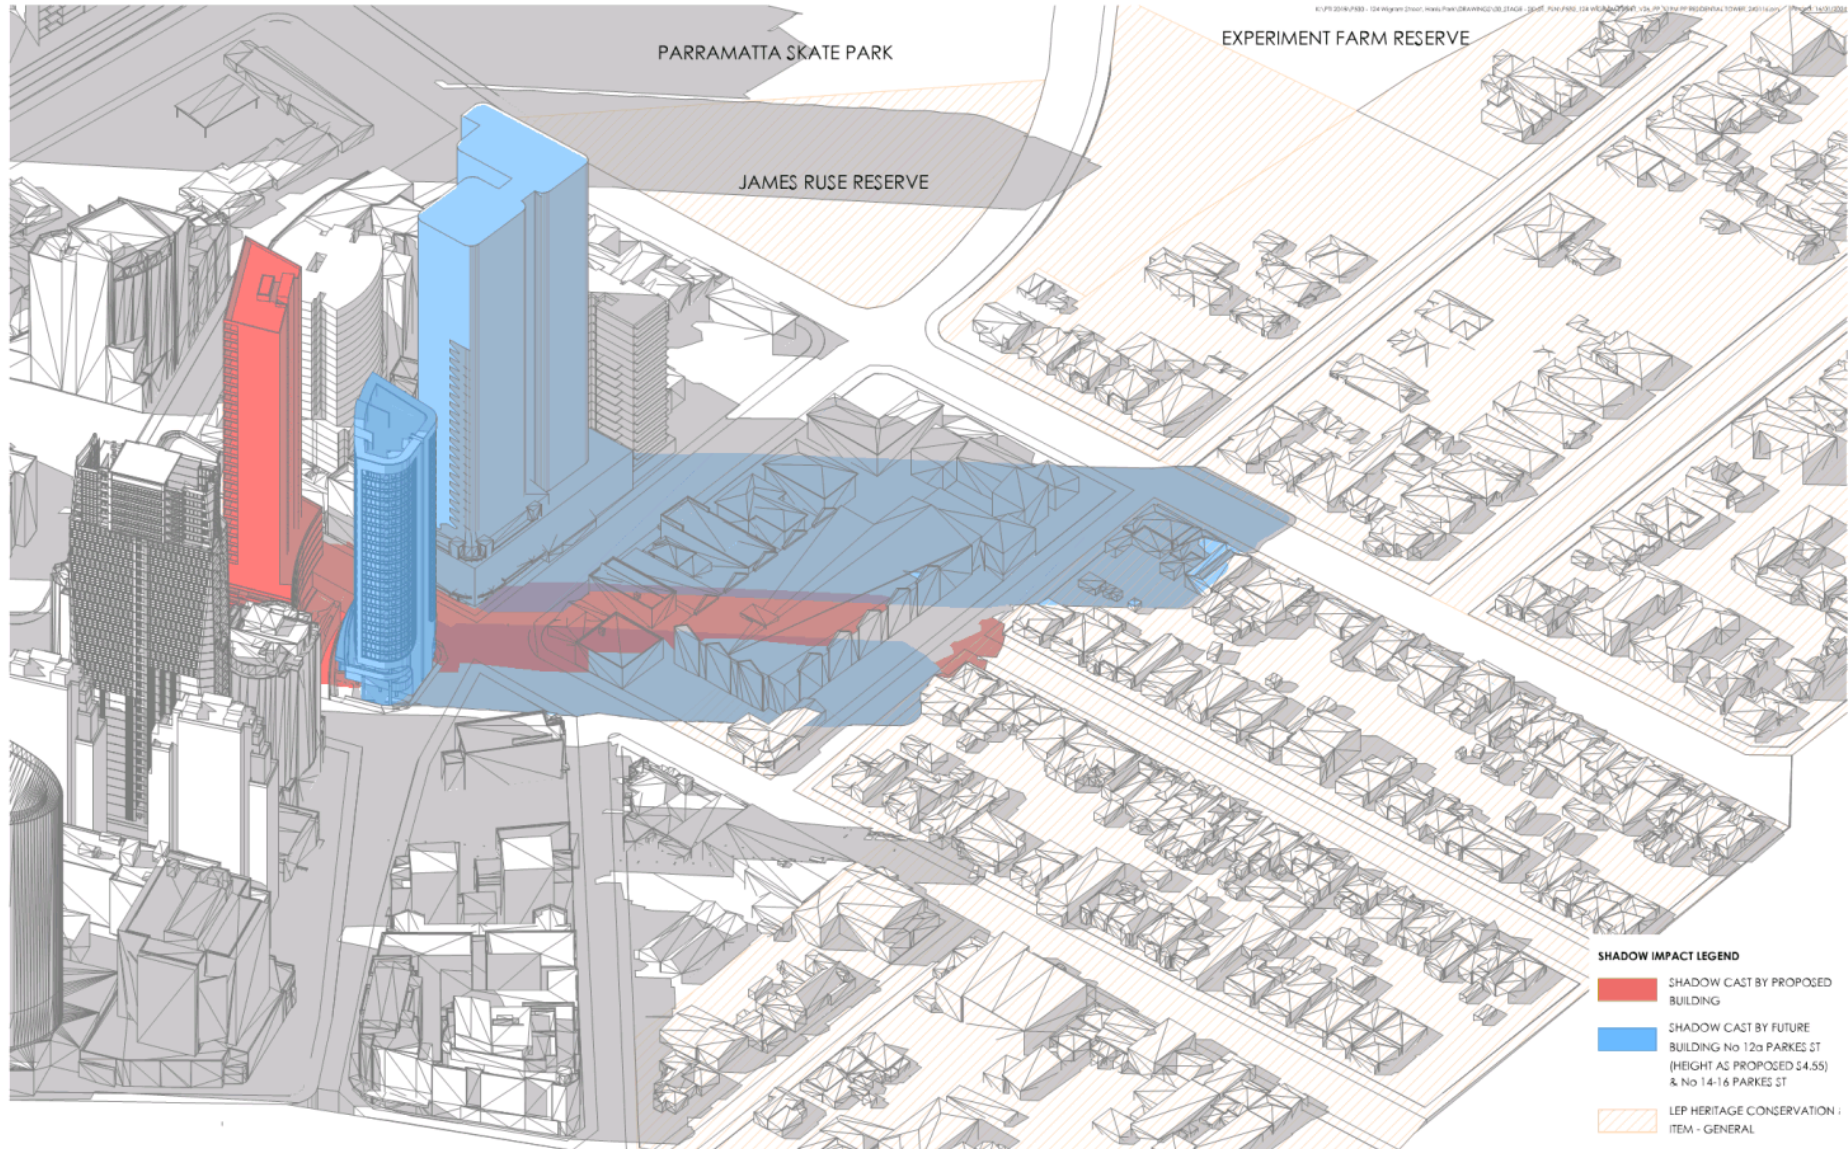 PARRAMATTA SKATE PARK
EXPERIMENT FARM RESERVE
JAMES RUSE RESERVE
SHADOW IMPACT LEGEND
SHADOW CAST BY PROPOSED
BUILDING
SHADOW CAST BY FUTURE
BUILDING No 12a PARKES ST
(HEIGHT AS PROPOSED S4.55)
& No 14-16 PARKES ST
LEP HERITAGE CONSERVATION
ITEM - GENERAL